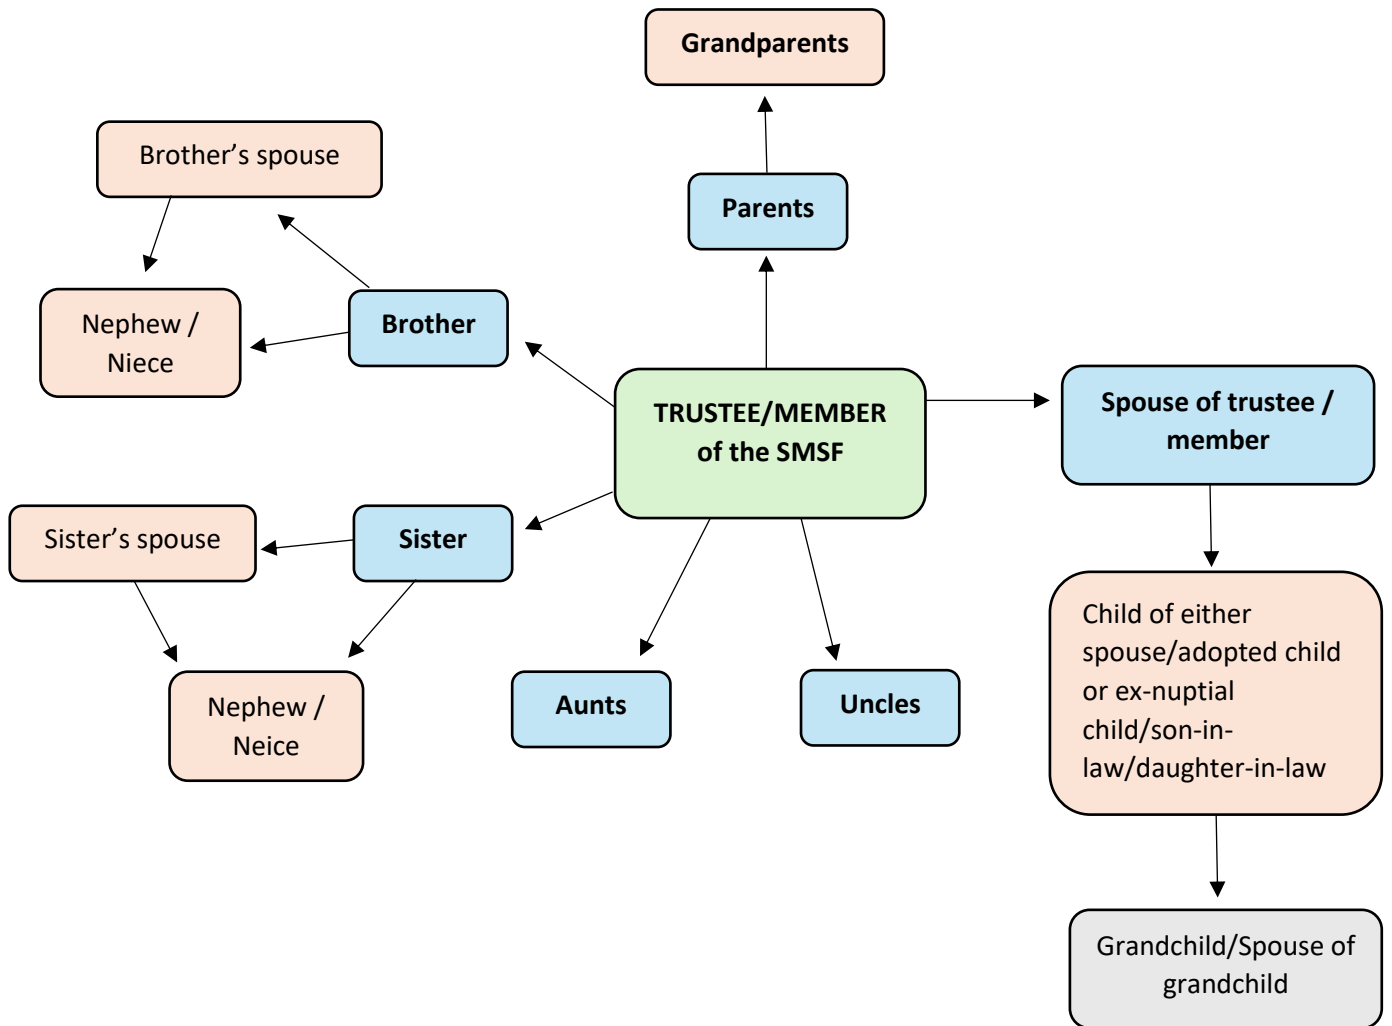 Grandparents
Brother’s spouse
Parents
Nephew /
Niece
Brother
TRUSTEE/MEMBER
of the SMSF
Spouse of trustee /
member
Sister’s spouse
Sister
Nephew /
Neice
Aunts
Uncles
Child of either
spouse/adopted child
or ex-nuptial
child/son-in-
law/daughter-in-law
Grandchild/Spouse of
grandchild